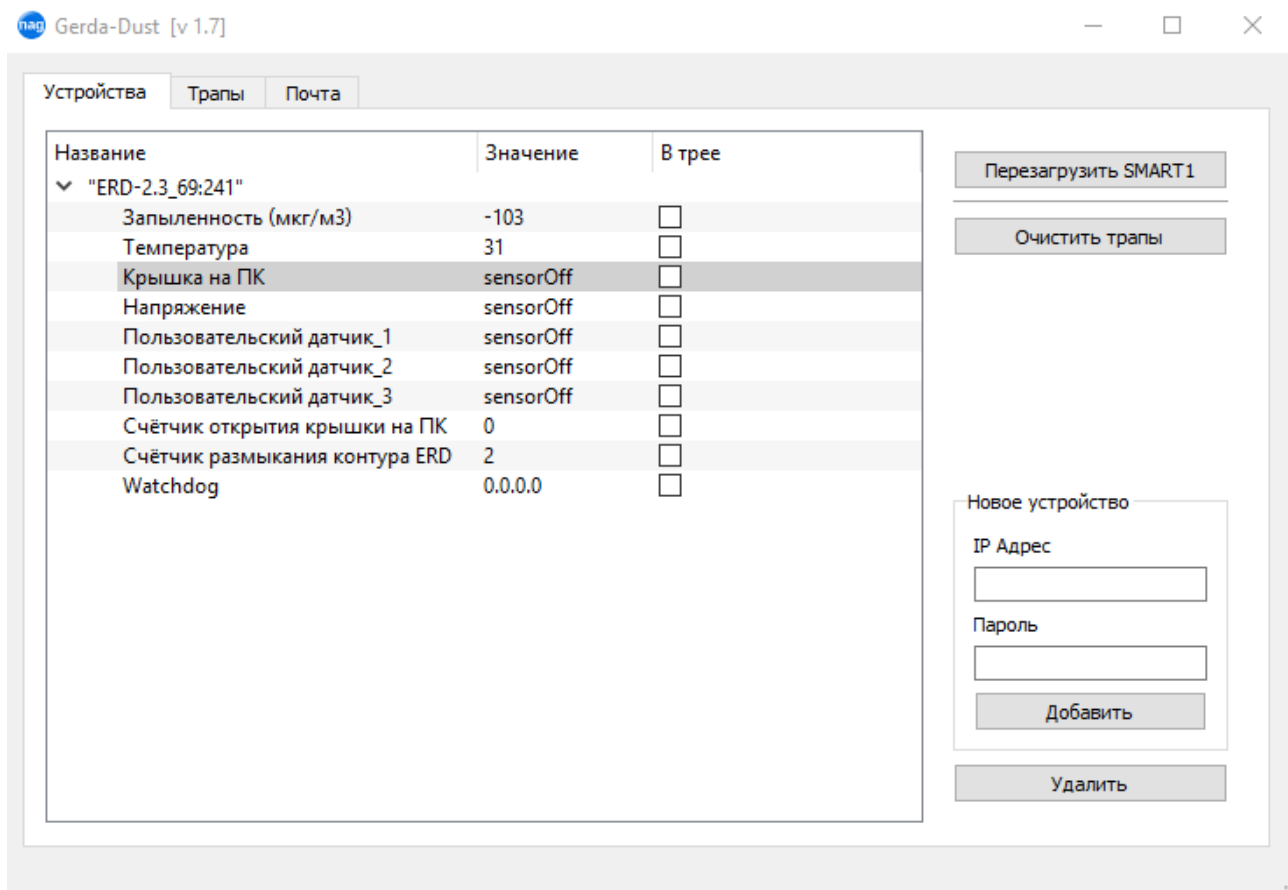 nag Gerda-Dust [v 1.7]
Устройства Трапы Почта
Название Значение В трее
"ERD-2.3_69:241"
Запыленность (мкг/м3) -103
Температура 31
Крышка на ПК sensorOff
Напряжение sensorOff
Пользовательский датчик_1 sensorOff
Пользовательский датчик_2 sensorOff
Пользовательский датчик_3 sensorOff
Счётчик открытия крышки на ПК 0
Счётчик размыкания контура ERD 2
Watchdog 0.0.0.0
Перезагрузить SMART1
Очистить трапы
Новое устройство
IP Адрес
Пароль
Добавить
Удалить